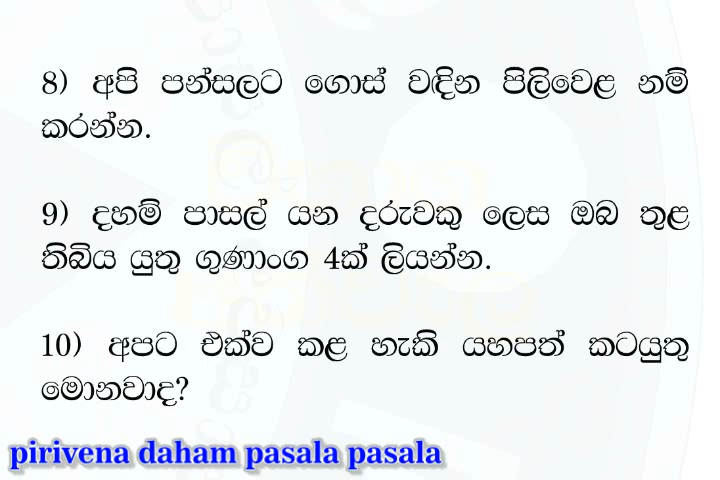 8) අපි පන්සලට ගොස් වඳින පිලිවෙළ නම්
කරන්න.
9) දහම් පාසල් යන දරුවකු ලෙස ඔබ තුළ
තිබිය යුතු ගුණාංග 4ක් ලියන්න.
10) අපට එක්ව කළ හැකි යහපත් කටයුතු
මොනවාද?
pirivena daham pasala pasala